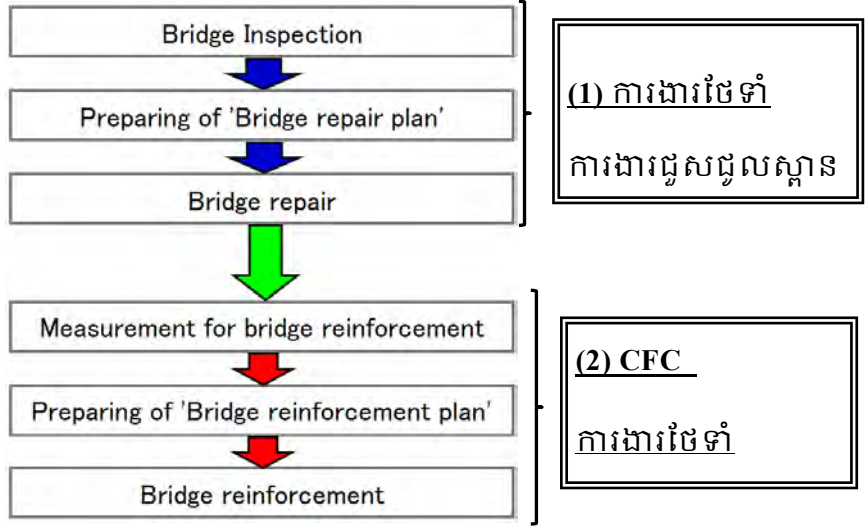 Bridge Inspection
Preparing of 'Bridge repair plan'
Bridge repair
(1) ការងារថែទាំ
ការងារជួសជុលស្ពាន
Measurement for bridge reinforcement
Preparing of 'Bridge reinforcement plan'
Bridge reinforcement
(2) CFC
ការងារថែទាំ